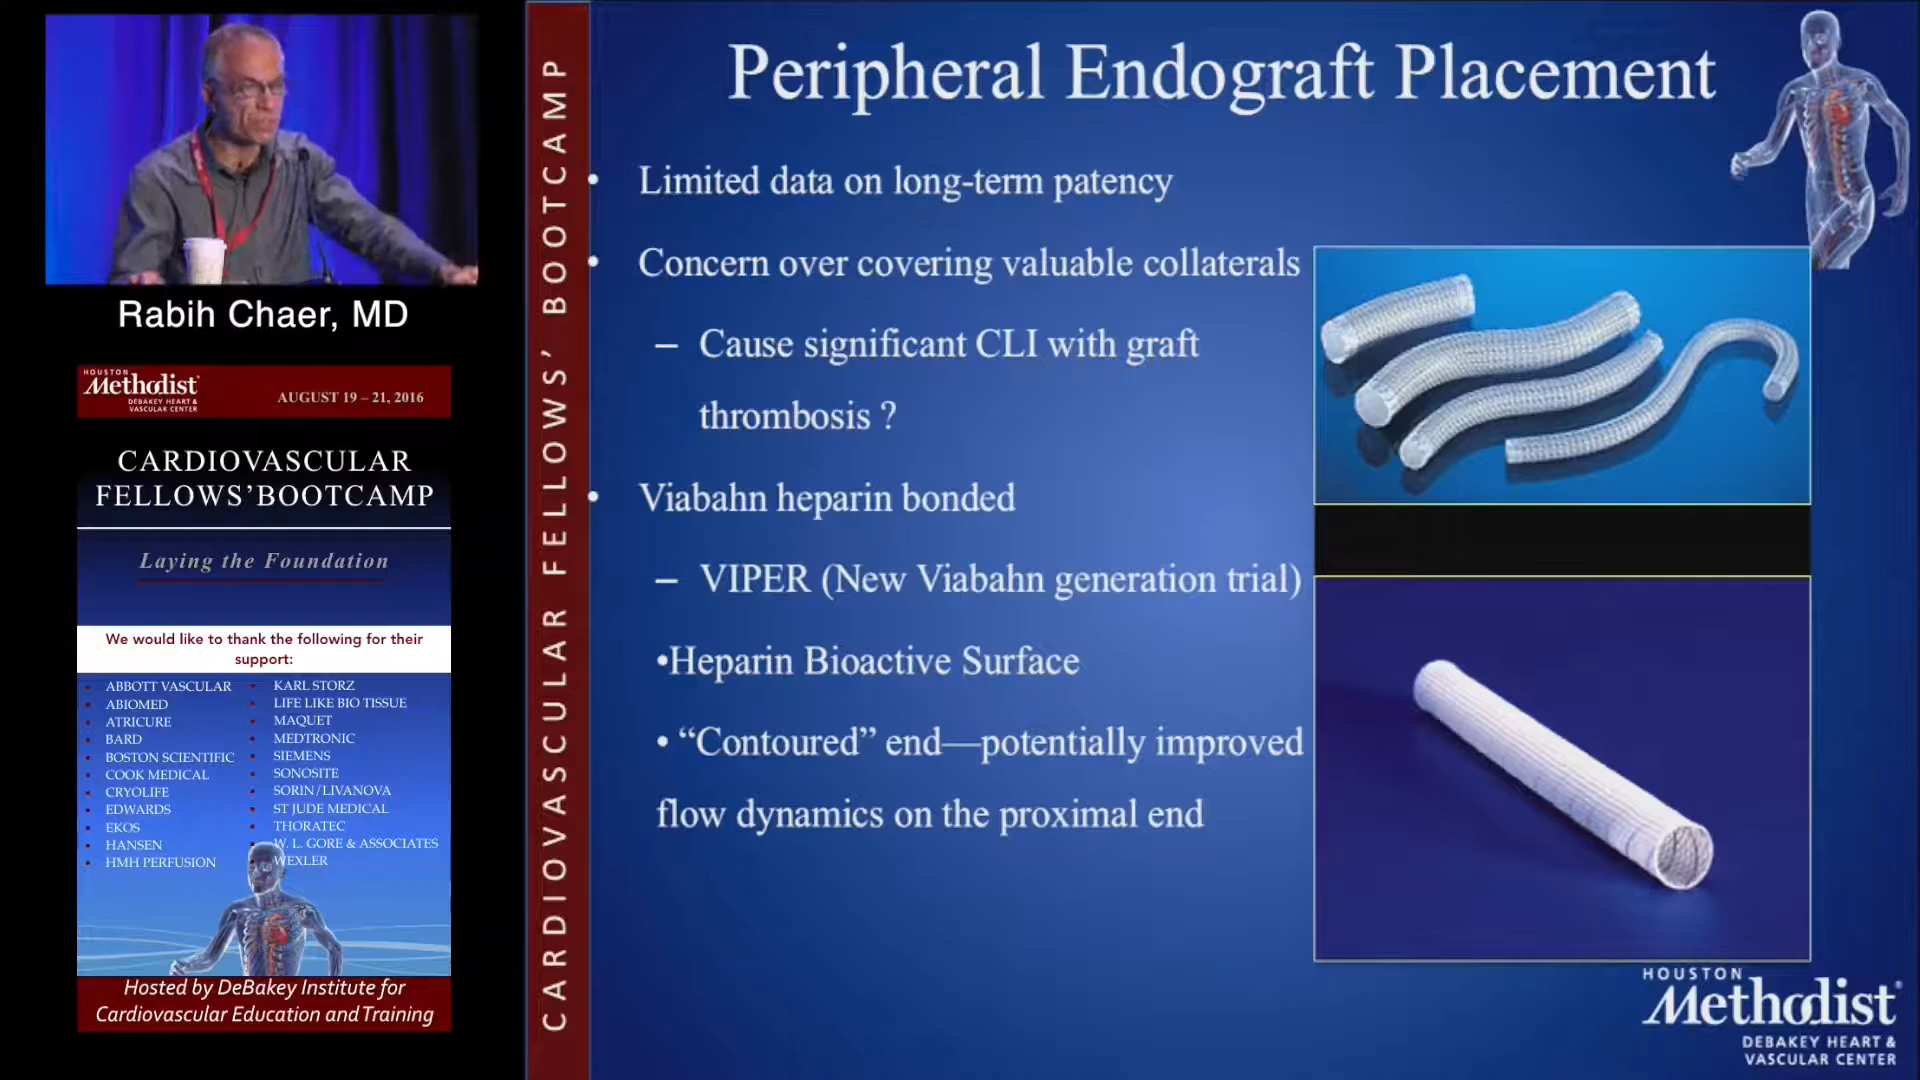 Rabih Chaer, MD
HOUSTON
Methodist
DEBAKEY HEART &
VASCULAR CENTER
AUGUST 19 – 21, 2016
CARDIOVASCULAR
FELLOWS'BOOTCAMP
Laying the Foundation
We would like to thank the following for their
support:
• ABBOTT VASCULAR
• ABIOMED
• ATRICURE
• BARD
• BOSTON SCIENTIFIC
• COOK MEDICAL
• CRYOLIFE
• EDWARDS
• EKOS
• HANSEN
• HMH PERFUSION
• KARL STORZ
• LIFE LIKE BIO TISSUE
• MAQUET
• MEDTRONIC
• SIEMENS
• SONOSITE
• SORIN/LIVANOVA
• ST JUDE MEDICAL
• THORATEC
• W. L. GORE & ASSOCIATES
• WEXLER
Hosted by DeBakey Institute for
Cardiovascular Education and Training
CARDIOVASCULAR FELLOWS' BOOTCAMP
Peripheral Endograft Placement
• Limited data on long-term patency
• Concern over covering valuable collaterals
– Cause significant CLI with graft
thrombosis ?
• Viabahn heparin bonded
– VIPER (New Viabahn generation trial)
•Heparin Bioactive Surface
• “Contoured” end—potentially improved
flow dynamics on the proximal end
HOUSTON
Methodist
DEBAKEY HEART &
VASCULAR CENTER